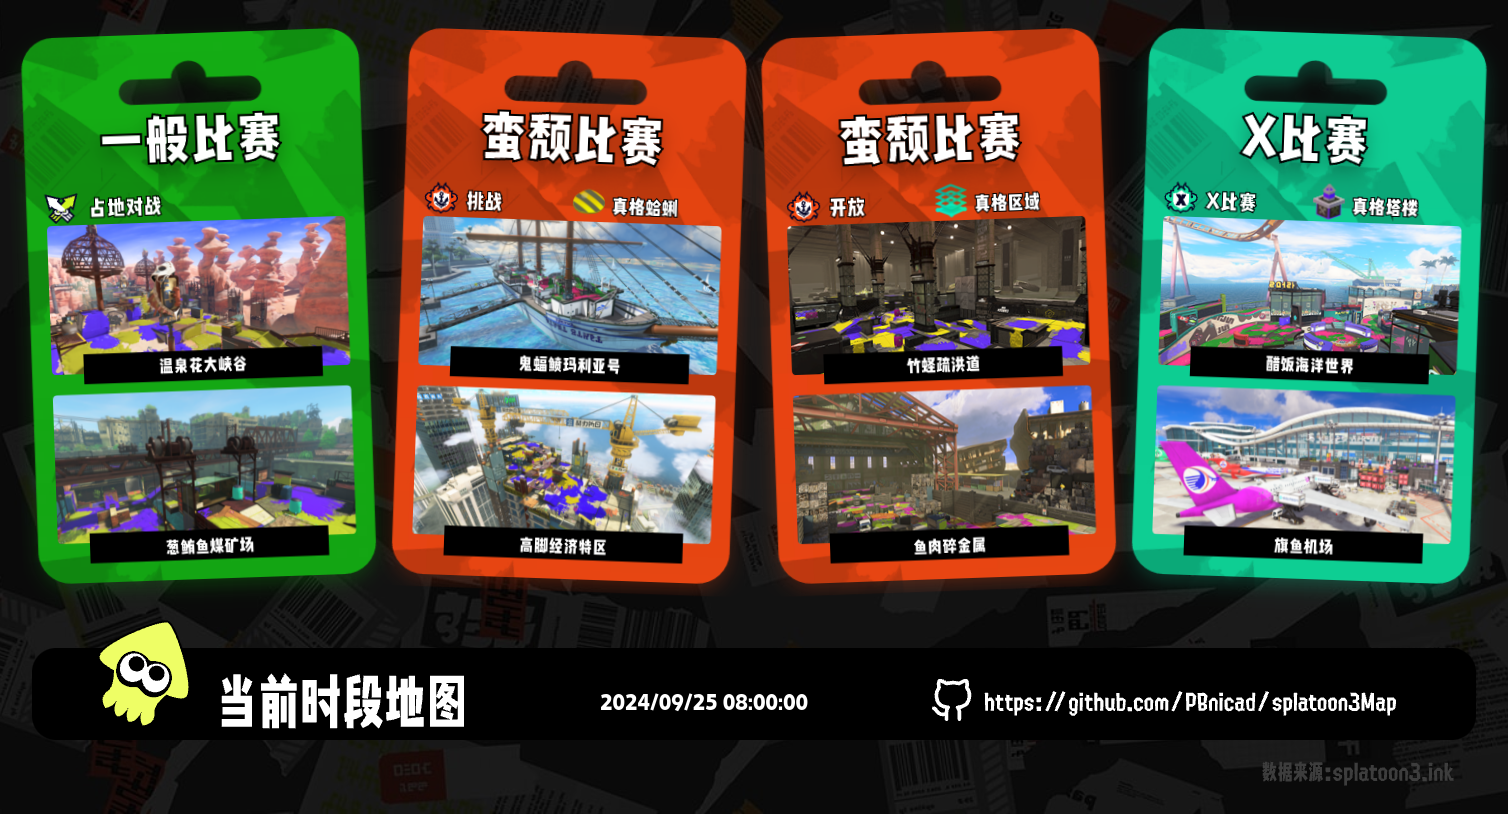 一般比赛
占地对战
温泉花大峡谷
葱鲔鱼煤矿场
蛮颓比赛
挑战
真格蛤蜊
鬼蝠鲼玛利亚号
高脚经济特区
蛮颓比赛
开放
真格区域
竹蛏疏洪道
鱼肉碎金属
X比赛
X比赛
真格塔楼
醋饭海洋世界
旗鱼机场
当前时段地图
2024/09/25 08:00:00
https://github.com/PBnicad/splatoon3Map
数据来源:splatoon3.ink